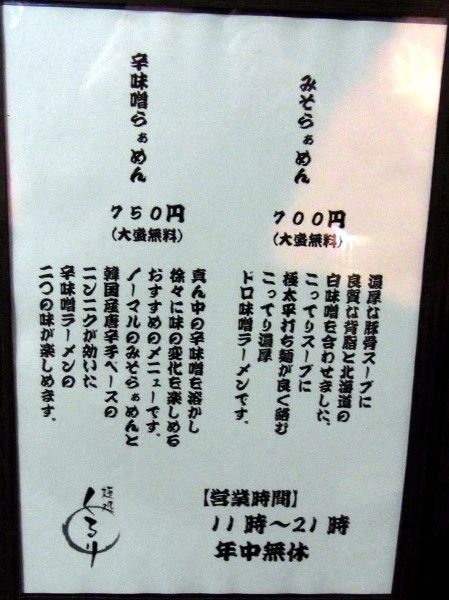 みそらぁめん
700円
(大盛無料)
濃厚な豚骨スープに
良質な背脂と北海道の
白味噌を合わせました、
こってりスープに
極太平打ち麺が良く絡む
こってり濃厚
ドロ味噌ラーメンです。
辛味噌らぁめん
750円
(大盛無料)
真ん中の辛味噌を溶かし
徐々に味の変化を楽しめる
おすすめのメニューです。
ノーマルのみそらぁめんと
韓国産唐辛子ベースの
ニンニクが効いた
辛味噌ラーメンの
二つの味が楽しめます。
【営業時間】
11時〜21時
年中無休
麺処
くるり